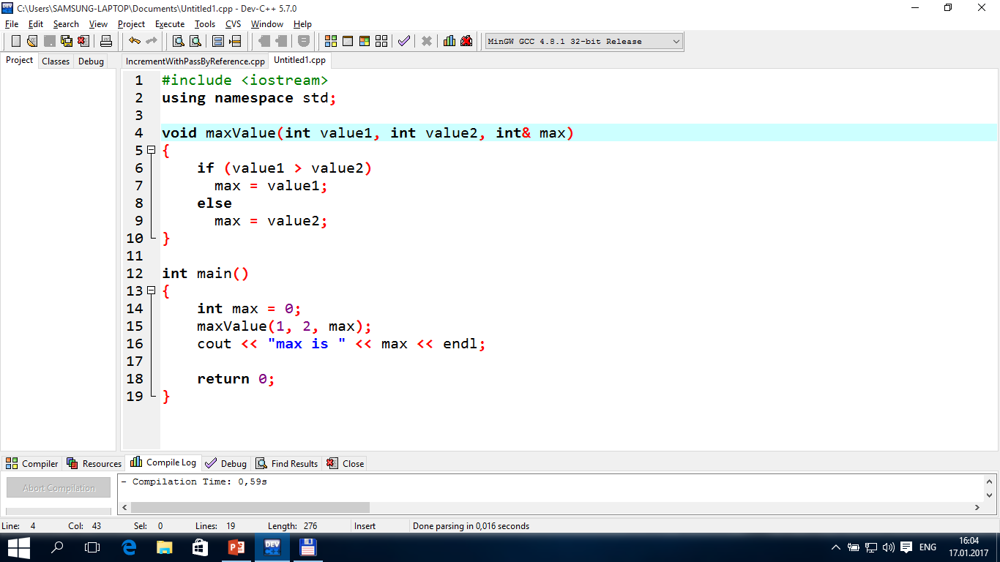 C:\Users\SAMSUNG-LAPTOP\Documents\Untitled1.cpp - Dev-C++ 5.7.0
File Edit Search View Project Execute Tools CVS Window Help
MinGW GCC 4.8.1 32-bit Release
Project Classes Debug IncrementWithPassByReference.cpp Untitled1.cpp
1 #include <iostream>
2 using namespace std;
3
4 void maxValue(int value1, int value2, int& max)
5 {
6 if (value1 > value2)
7 max = value1;
8 else
9 max = value2;
10 }
11
12 int main()
13 {
14 int max = 0;
15 maxValue(1, 2, max);
16 cout << "max is " << max << endl;
17
18 return 0;
19 }
Compiler Resources Compile Log Debug Find Results Close
Abort Compilation
- Compilation Time: 0,59s
Line: 4 Col: 43 Sel: 0 Lines: 19 Length: 276 Insert Done parsing in 0,016 seconds
DEV C++
ENG
16:04
17.01.2017